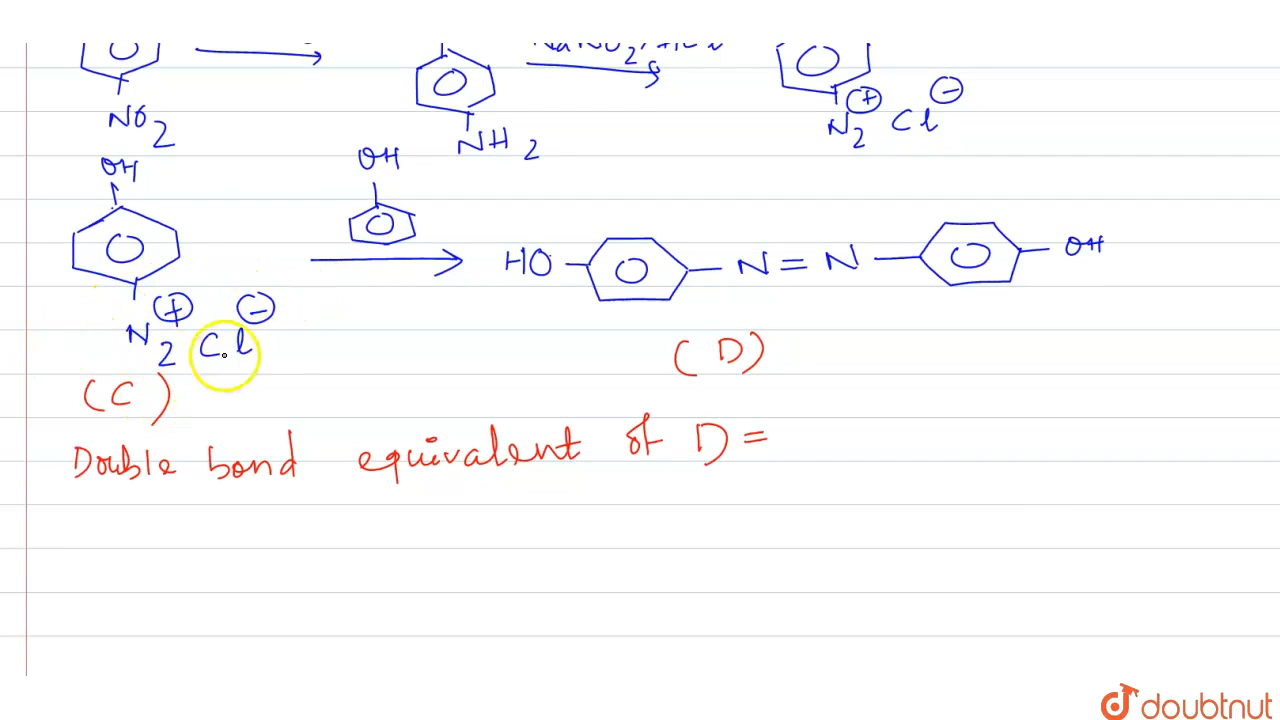 NO2
NH2
N2⊕ Cl⊖
OH
OH
HO N=N OH
N2⊕ Cl⊖
(C)
(D)
Double bond equivalent of D=
doubtnut